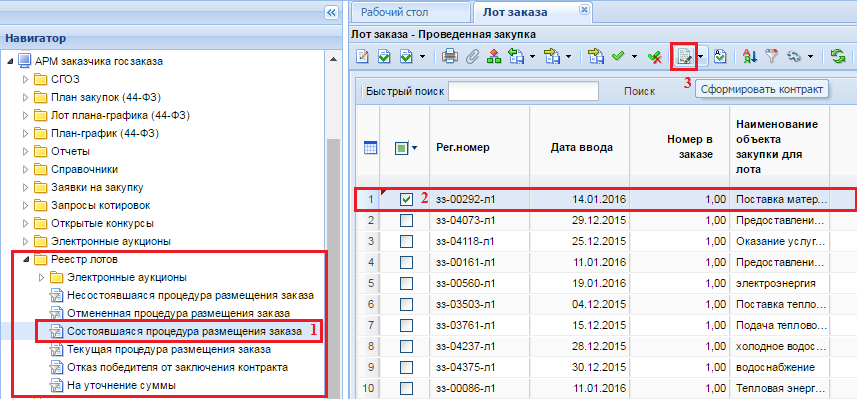 Рабочий стол
Лот заказа
Навигатор
Лот заказа - Проведенная закупка
АРМ заказчика госзаказа
СГОЗ
План закупок (44-ФЗ)
Лот плана-графика (44-ФЗ)
План-график (44-ФЗ)
Отчеты
Справочники
Заявки на закупку
Запросы котировок
Открытые конкурсы
Электронные аукционы
Реестр лотов
Электронные аукционы
Несостоявшаяся процедура размещения заказа
Отмененная процедура размещения заказа
Состоявшаяся процедура размещения заказа 1
Текущая процедура размещения заказа
Отказ победителя от заключения контракта
На уточнение суммы
3 Сформировать контракт
Быстрый поиск Поиск
Рег.номер Дата ввода Номер в заказе Наименование объекта закупки для лота
1 2 зз-00292-л1 14.01.2016 1,00 Поставка матер...
2 зз-04073-л1 29.12.2015 1,00 Предоставлени...
3 зз-04118-л1 25.12.2015 1,00 Оказание услуг...
4 зз-00161-л1 11.01.2016 1,00 Предоставлени...
5 зз-00560-л1 19.01.2016 1,00 электроэнергия
6 зз-03503-л1 04.12.2015 1,00 Поставка тепло...
7 зз-03761-л1 15.12.2015 1,00 Подача теплово...
8 зз-04237-л1 28.12.2015 1,00 холодное водос...
9 зз-04375-л1 30.12.2015 1,00 водоснабжение
10 зз-00086-л1 11.01.2016 1,00 Тепловая энерг...